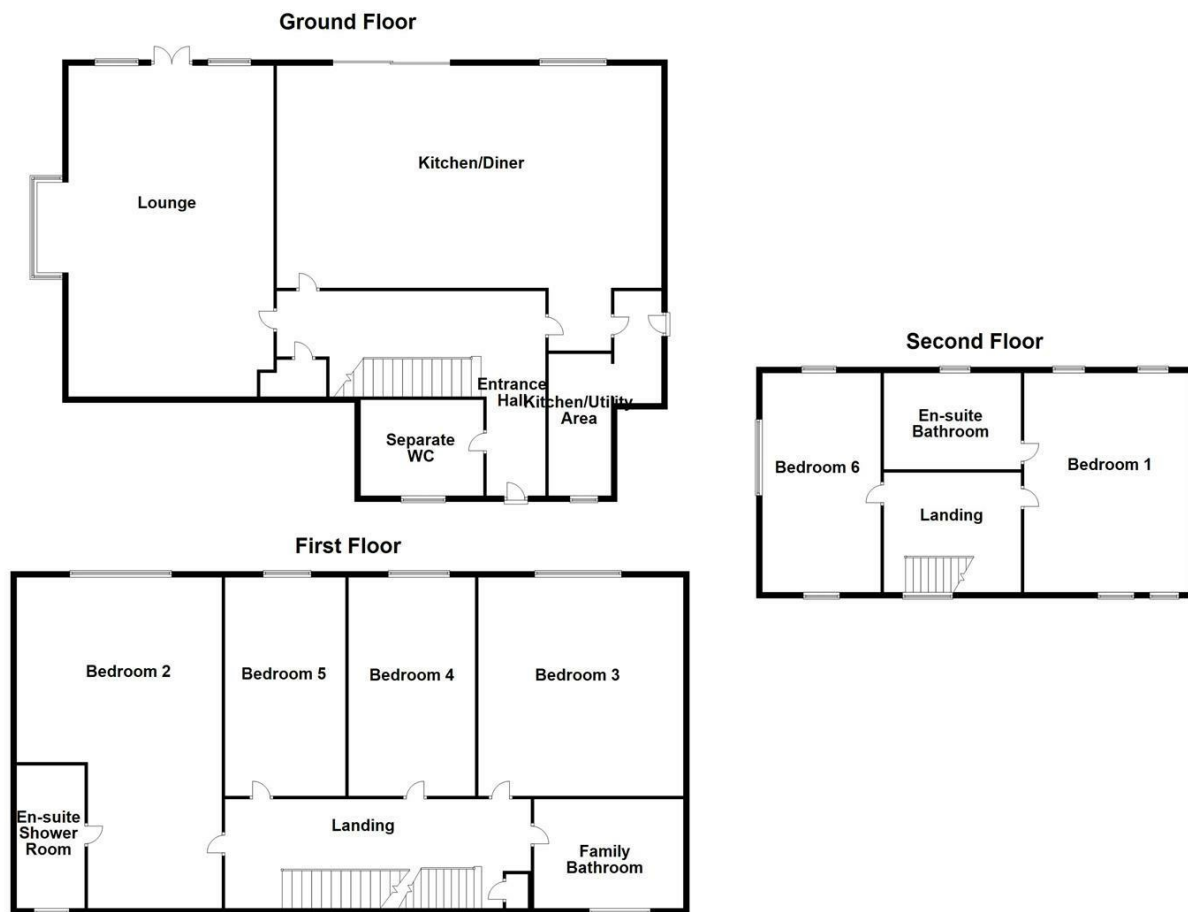 Ground Floor
Kitchen/Diner
Lounge
Entrance
Hall
Kitchen/Utility
Area
Separate
WC
Second Floor
En-suite
Bathroom
Bedroom 6
Bedroom 1
Landing
First Floor
Bedroom 2
Bedroom 5
Bedroom 4
Bedroom 3
En-suite
Shower
Room
Landing
Family
Bathroom